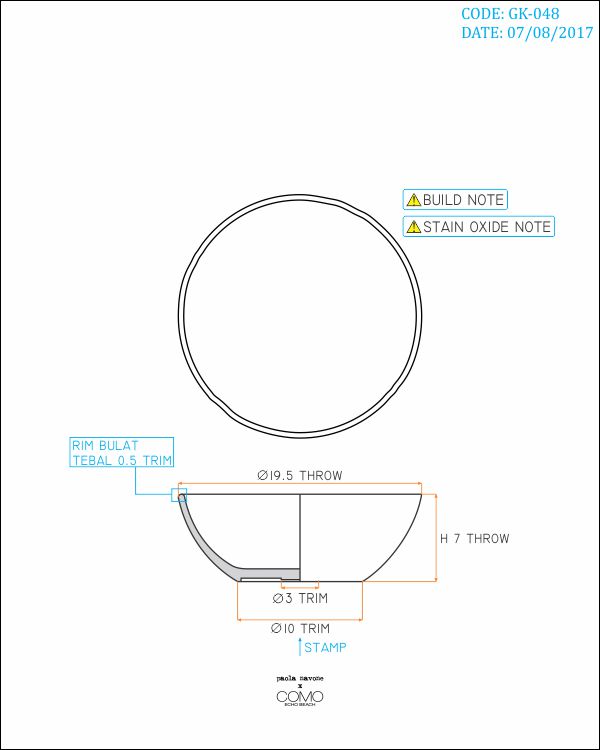 CODE: GK-048
DATE: 07/08/2017
BUILD NOTE
STAIN OXIDE NOTE
RIM BULAT
TEBAL 0.5 TRIM
Ø19.5 THROW
H 7 THROW
Ø3 TRIM
Ø10 TRIM
STAMP
paola navone
x
COMO
ECHO BEACH